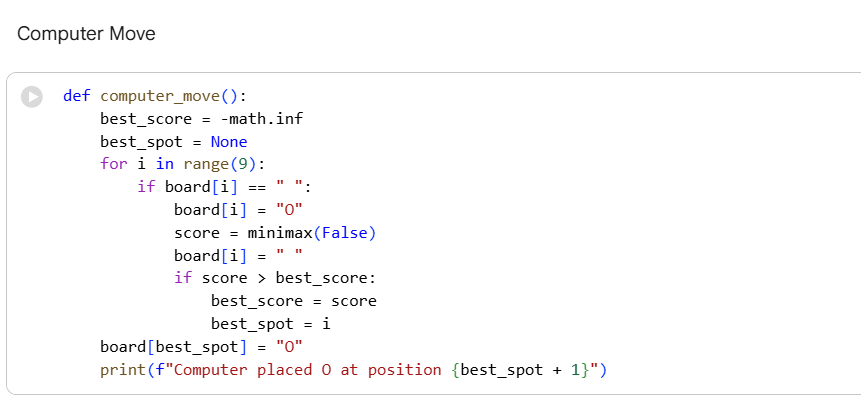 Computer Move
def computer_move():
    best_score = -math.inf
    best_spot = None
    for i in range(9):
        if board[i] == " ":
            board[i] = "O"
            score = minimax(False)
            board[i] = " "
            if score > best_score:
                best_score = score
                best_spot = i
    board[best_spot] = "O"
    print(f"Computer placed O at position {best_spot + 1}")